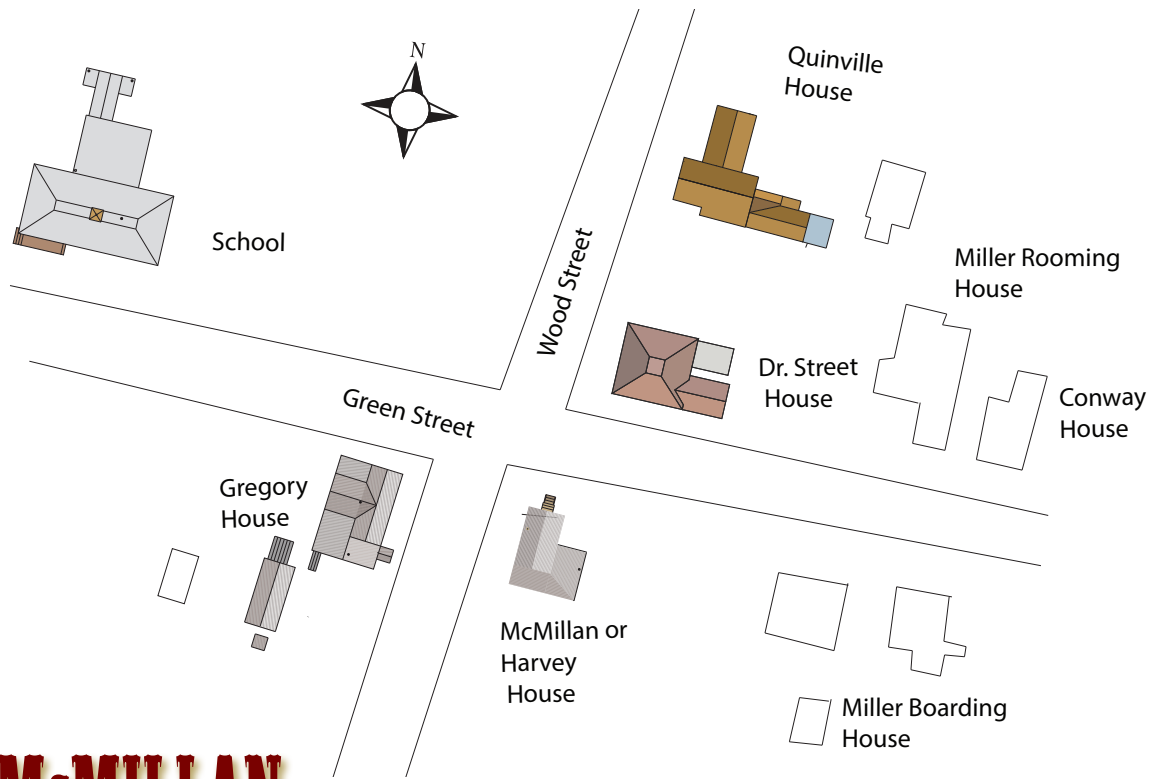 N
Quinville
House
School
Wood Street
Miller Rooming
House
Dr. Street
House
Conway
House
Green Street
Gregory
House
McMillan or
Harvey
House
Miller Boarding
House
McMILLAN